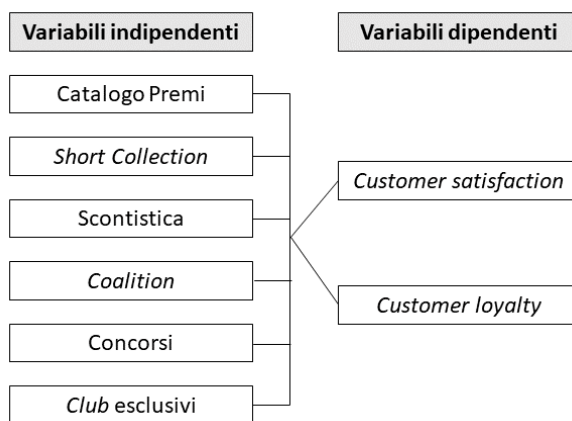 Variabili indipendenti
Catalogo Premi
Short Collection
Scontistica
Coalition
Concorsi
Club esclusivi
Variabili dipendenti
Customer satisfaction
Customer loyalty